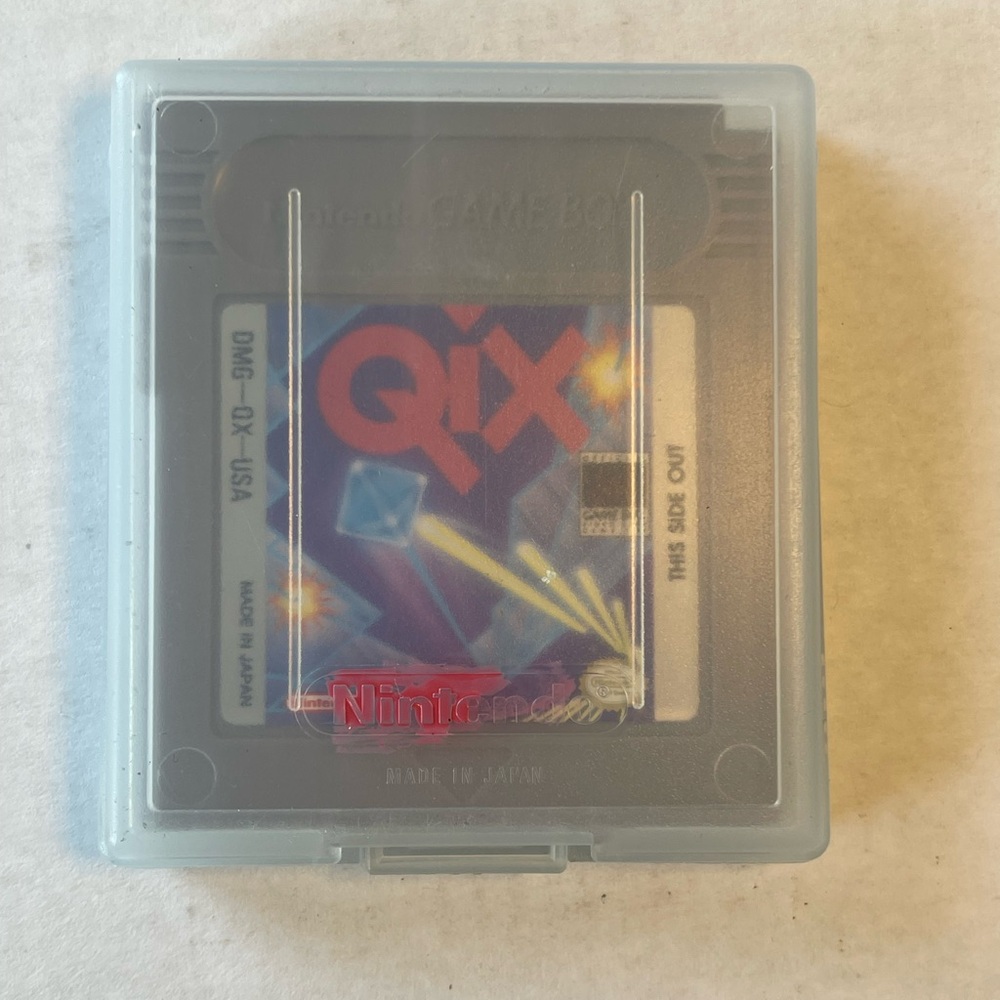 Nintendo GAME BOY
QiX
DMG-QX-USA
MADE IN JAPAN
THIS SIDE OUT
Nintendo
MADE IN JAPAN